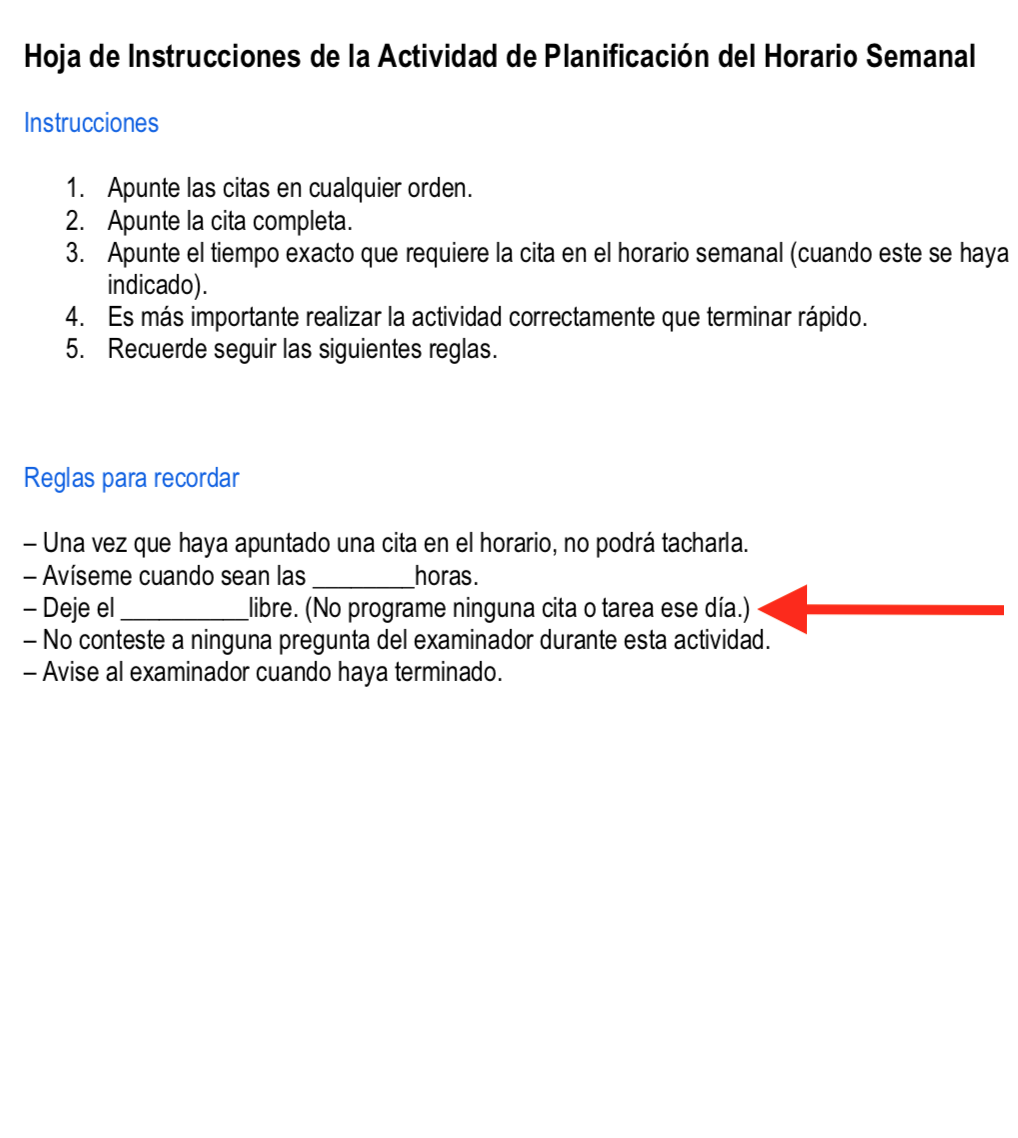 Hoja de Instrucciones de la Actividad de Planificación del Horario Semanal
Instrucciones
1. Apunte las citas en cualquier orden.
2. Apunte la cita completa.
3. Apunte el tiempo exacto que requiere la cita en el horario semanal (cuando este se haya
indicado).
4. Es más importante realizar la actividad correctamente que terminar rápido.
5. Recuerde seguir las siguientes reglas.
Reglas para recordar
– Una vez que haya apuntado una cita en el horario, no podrá tacharla.
– Avíseme cuando sean las ________horas.
– Deje el __________libre. (No programe ninguna cita o tarea ese día.)
– No conteste a ninguna pregunta del examinador durante esta actividad.
– Avise al examinador cuando haya terminado.